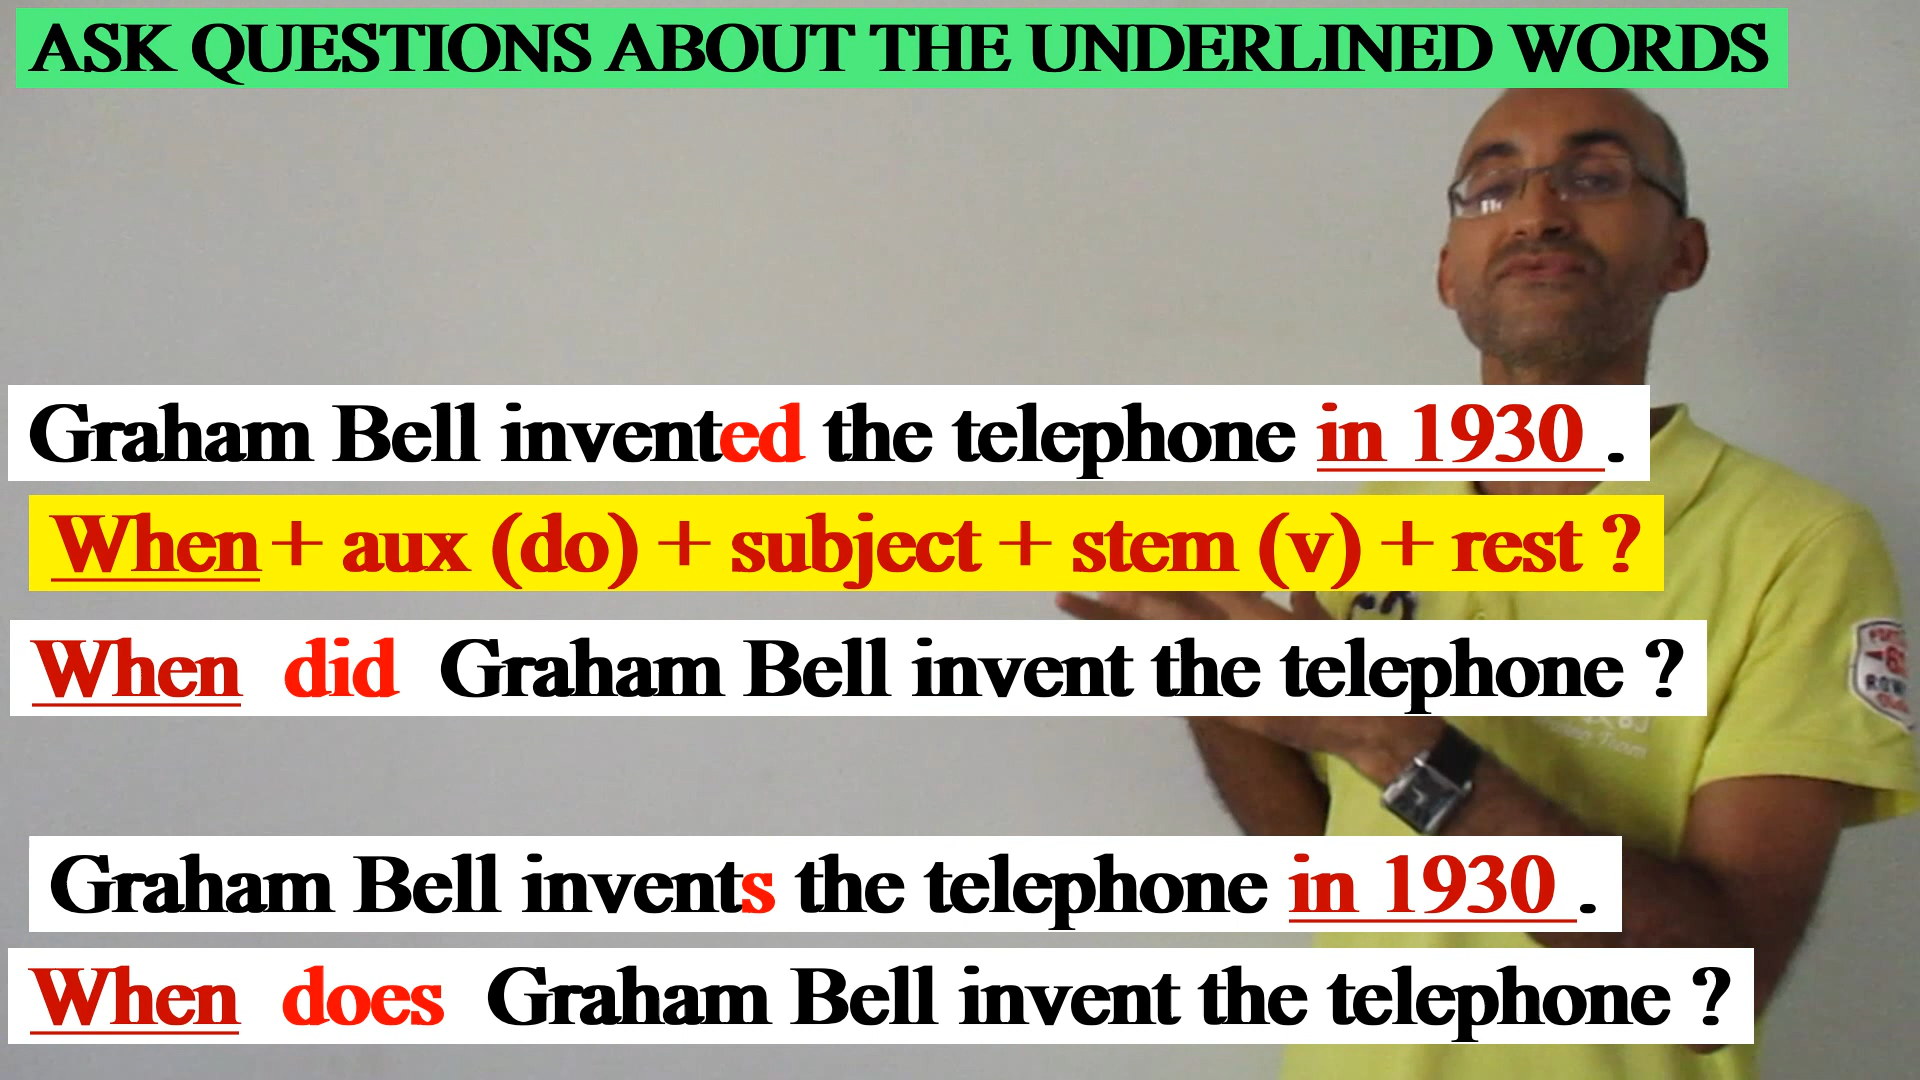 ASK QUESTIONS ABOUT THE UNDERLINED WORDS
Graham Bell invented the telephone in 1930 .
When + aux (do) + subject + stem (v) + rest ?
When did Graham Bell invent the telephone ?
Team
Graham Bell invents the telephone in 1930 .
When does Graham Bell invent the telephone ?